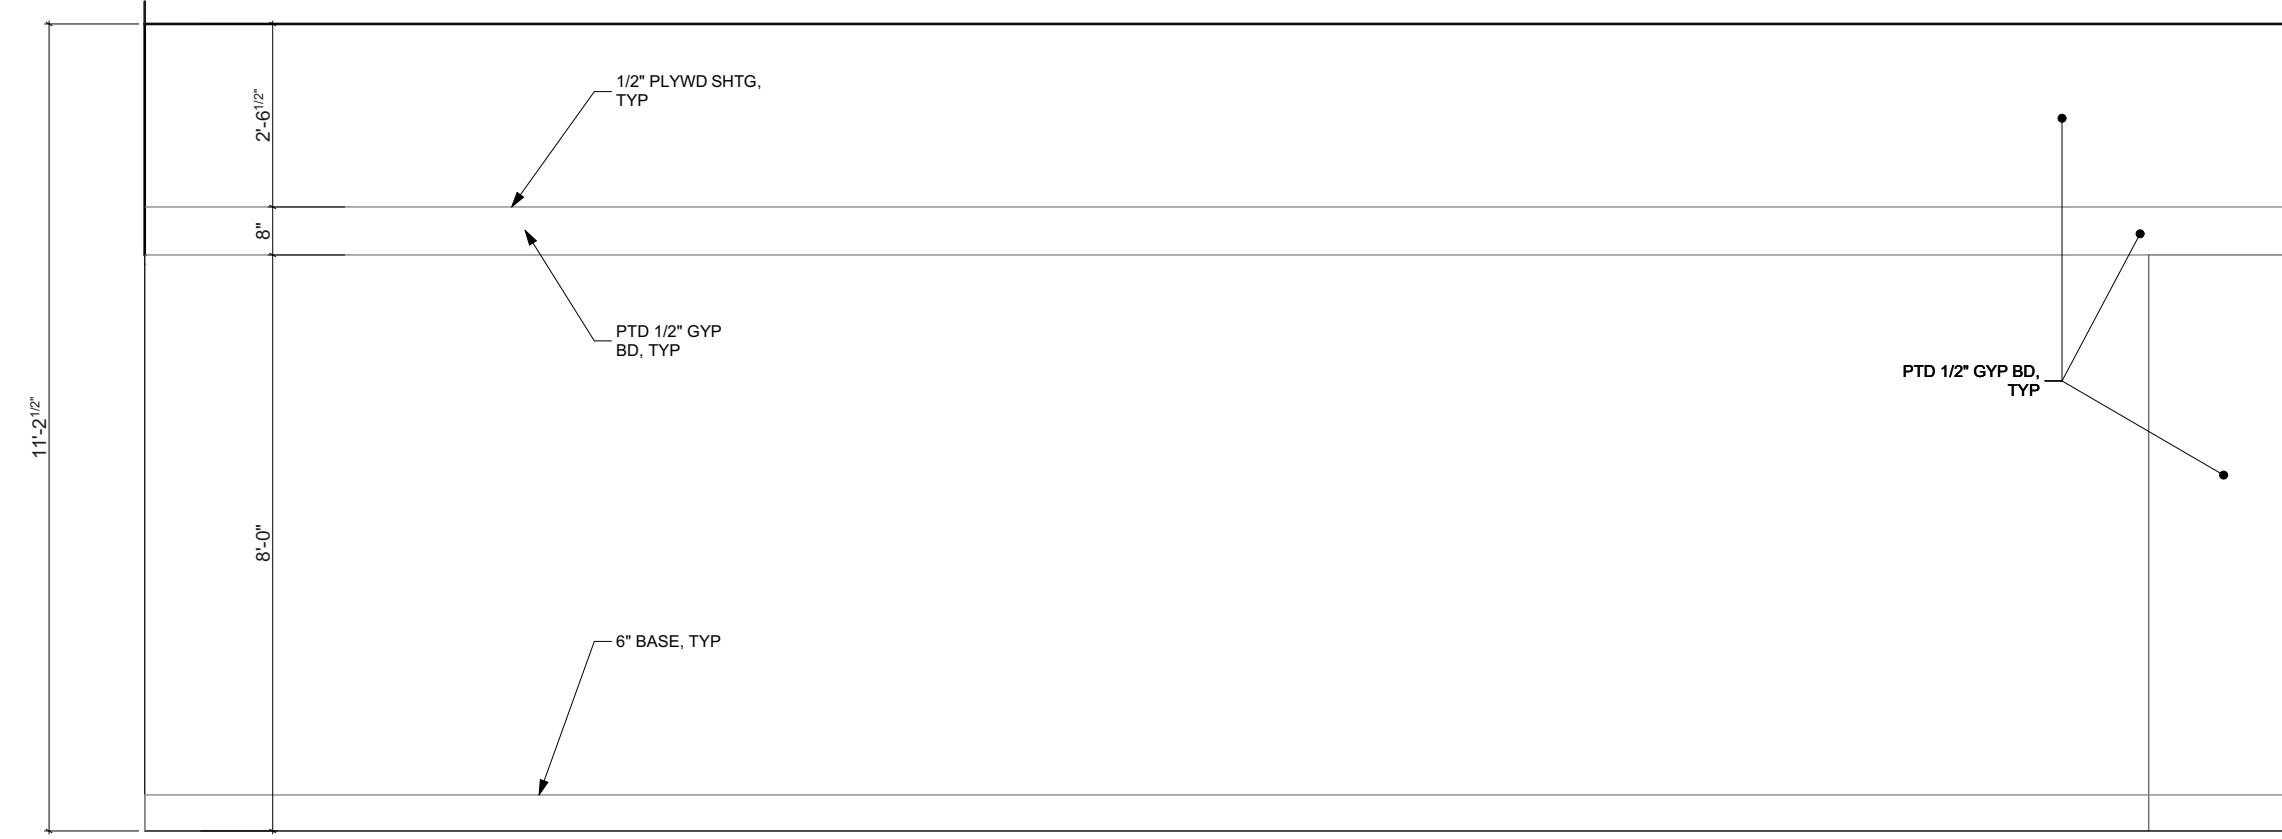 1/2" PLYWD SHTG,
TYP
2'-6 1/2"
8"
PTD 1/2" GYP
BD, TYP
PTD 1/2" GYP BD,
TYP
11'-2 1/2"
8'-0"
6" BASE, TYP